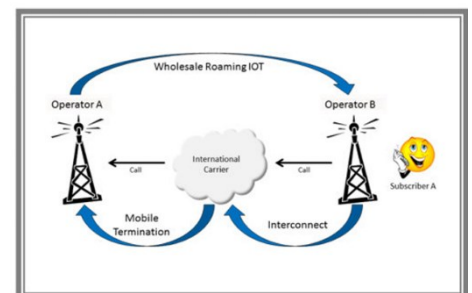 Wholesale Roaming IOT
Operator A
Operator B
International
Carrier
Call
Call
Subscriber A
Mobile
Termination
Interconnect